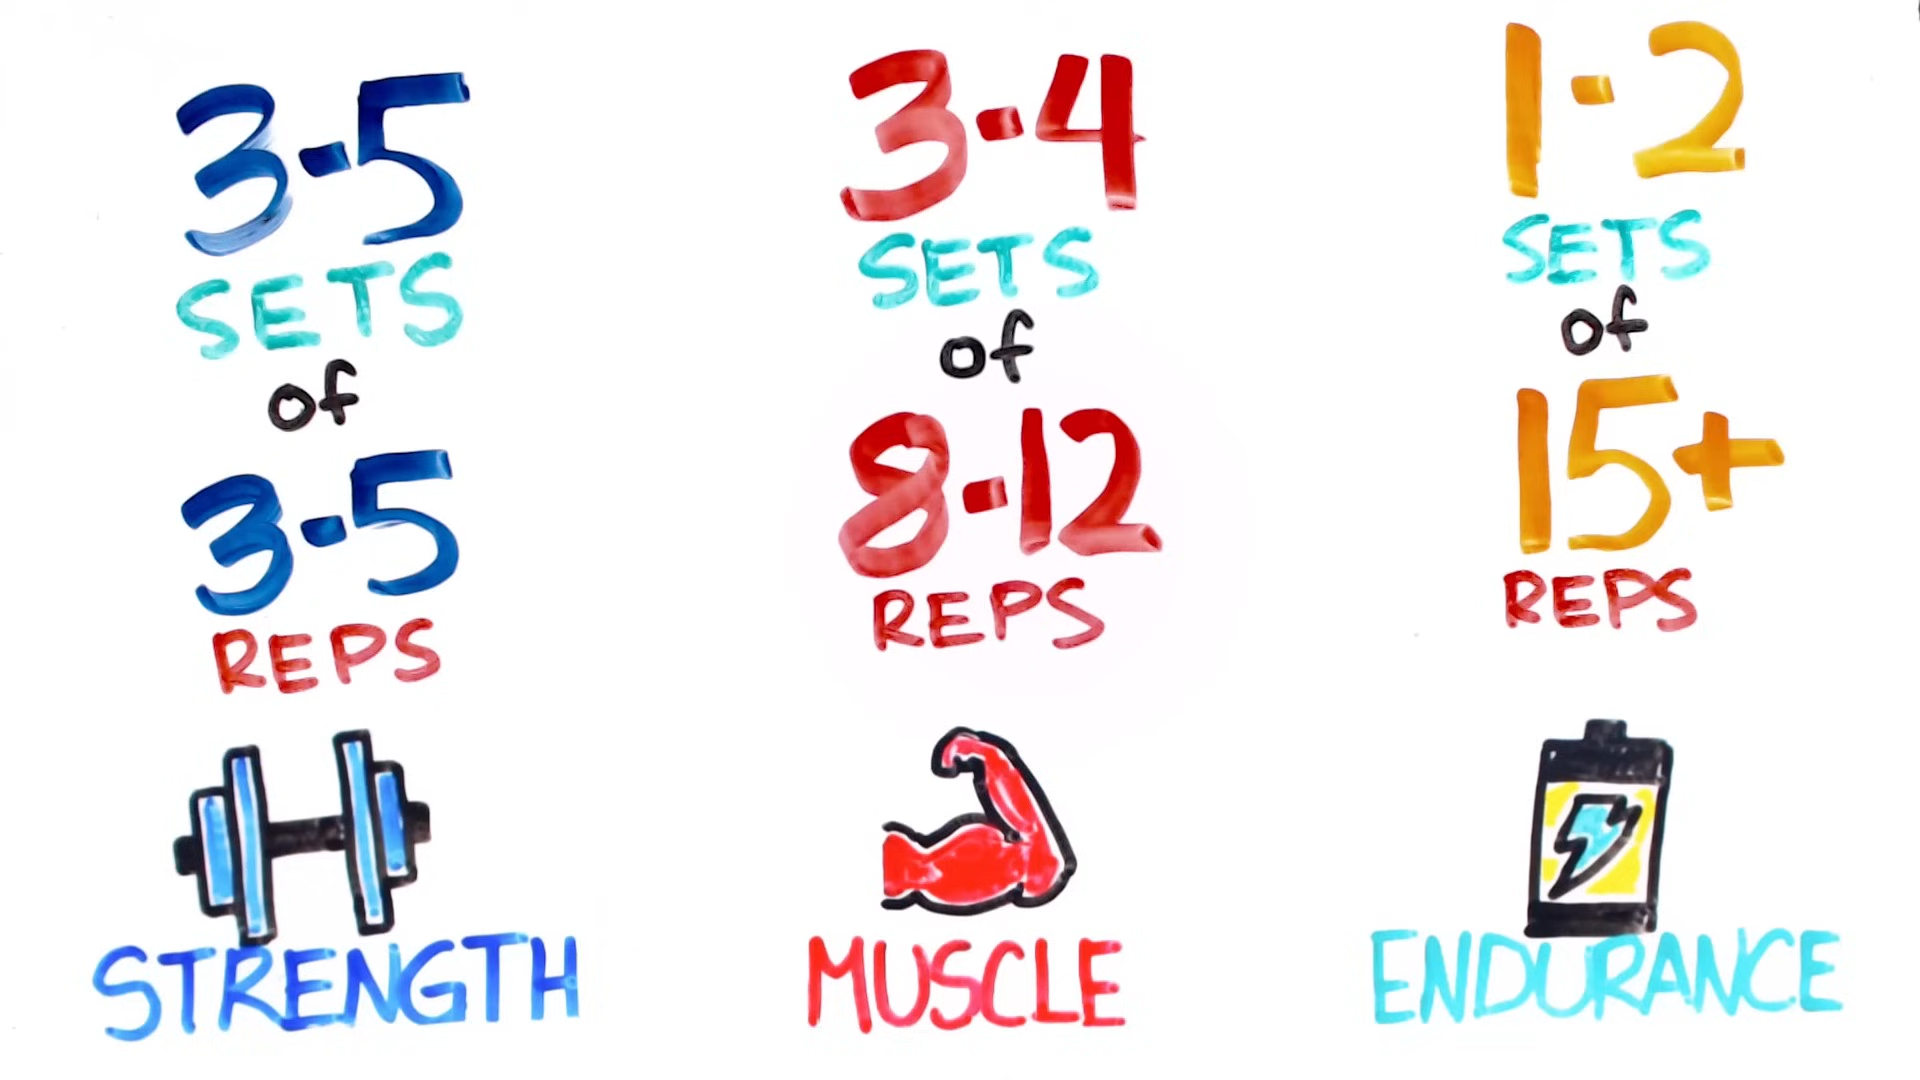 3-5
SETS
of
3-5
REPS
STRENGTH
3-4
SETS
of
8-12
REPS
MUSCLE
1-2
SETS
of
15+
REPS
ENDURANCE